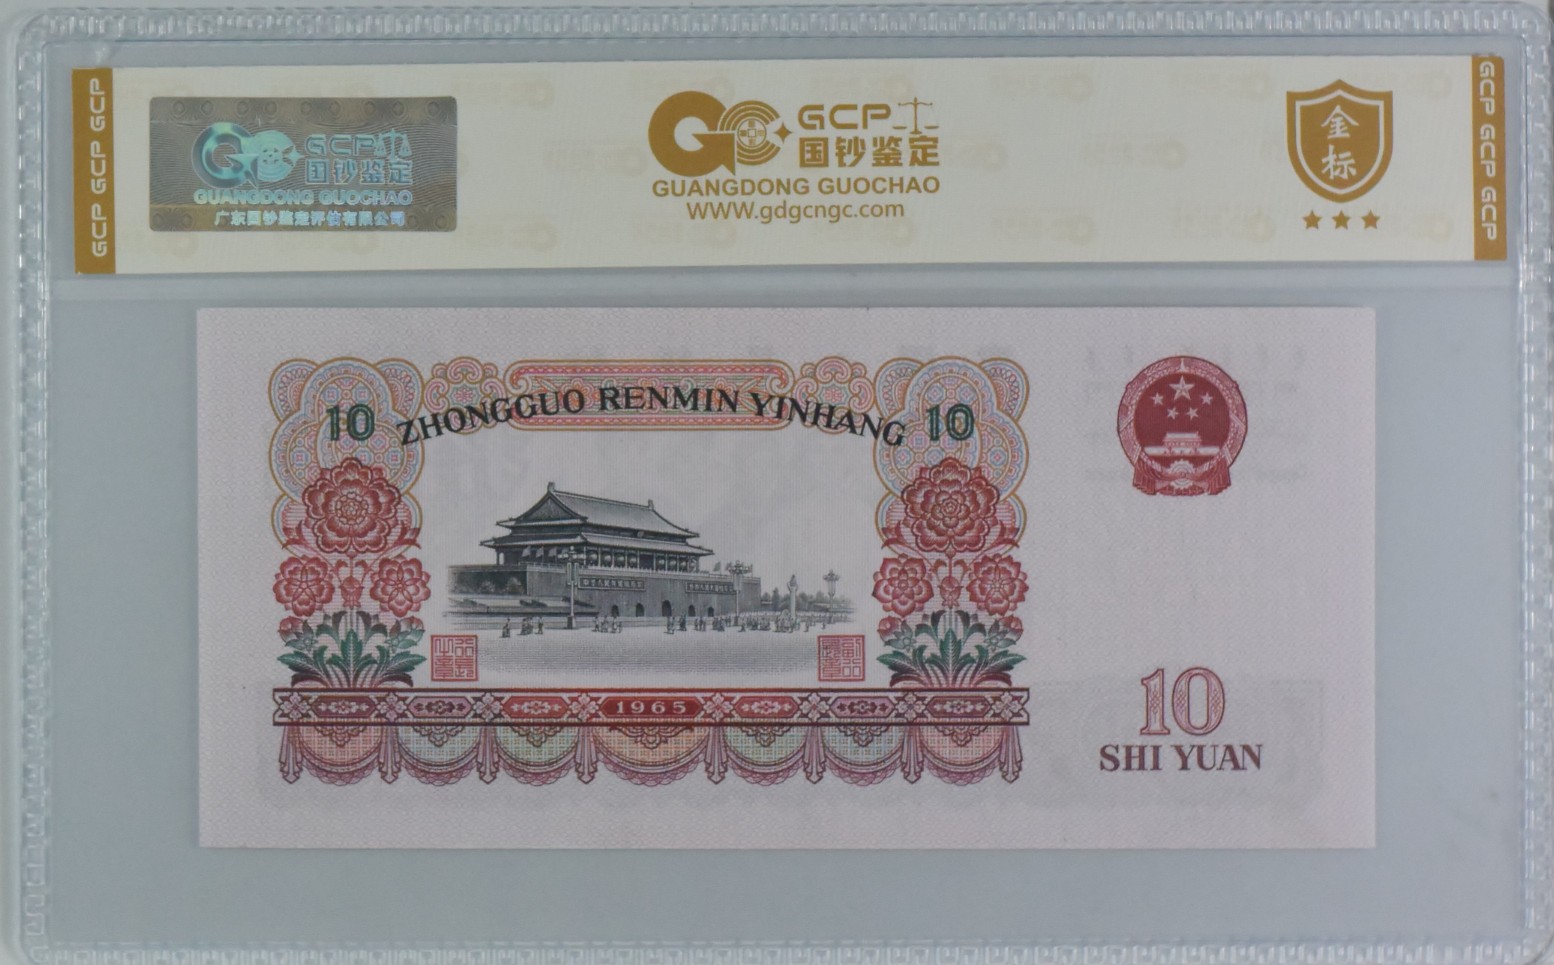 GCP GCP GCP
GCP
国钞鉴定
GUANGDONG GUOCHAO
广东国钞鉴定评估有限公司
GCP
国钞鉴定
GUANGDONG GUOCHAO
WWW.gdgcngc.com
金
标
GCP GCP GCP
10 ZHONGGUO RENMIN YINHANG 10
1965
10
SHI YUAN